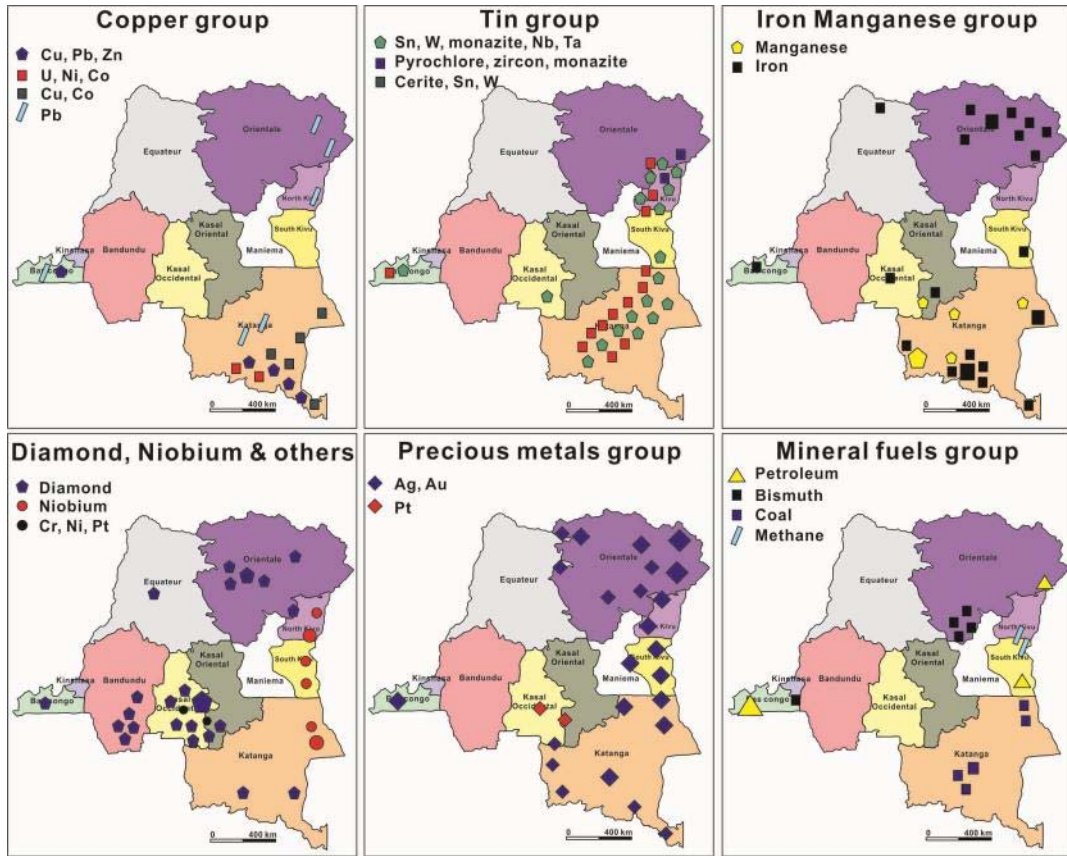 Copper group
Cu, Pb, Zn
U, Ni, Co
Cu, Co
Pb
Orientale
Equateur
North Kivu
Kasai
Oriental
South Kivu
Kinshasa
Bandundu
Maniema
Kasai
Occidental
Katanga
0 400 km
Tin group
Sn, W, monazite, Nb, Ta
Pyrochlore, zircon, monazite
Cerite, Sn, W
Orientale
Equateur
Kivu
Kasai
Oriental
South Kivu
Kinshasa
Bandundu
Maniema
Kasai
Occidental
0 400 km
Iron Manganese group
Manganese
Iron
Orientale
Equateur
North Kivu
Kasai
Oriental
South Kivu
Kinshasa
Bandundu
Maniema
Kasai
Occidental
Katanga
0 400 km
Diamond, Niobium & others
Diamond
Niobium
Cr, Ni, Pt
Orientale
Equateur
North Kivu
Kasai
Oriental
South Kivu
Kinshasa
Bandundu
Maniema
Katanga
0 400 km
Precious metals group
Ag, Au
Pt
Orientale
Equateur
Kivu
Kasai
Oriental
South Kivu
Kinshasa
Bandundu
Maniema
Kasai
Occidental
Katanga
0 400 km
Mineral fuels group
Petroleum
Bismuth
Coal
Methane
Orientale
Equateur
North Kivu
Kasai
Oriental
South Kivu
Kinshasa
Bandundu
Maniema
Kasai
Occidental
Katanga
0 400 km